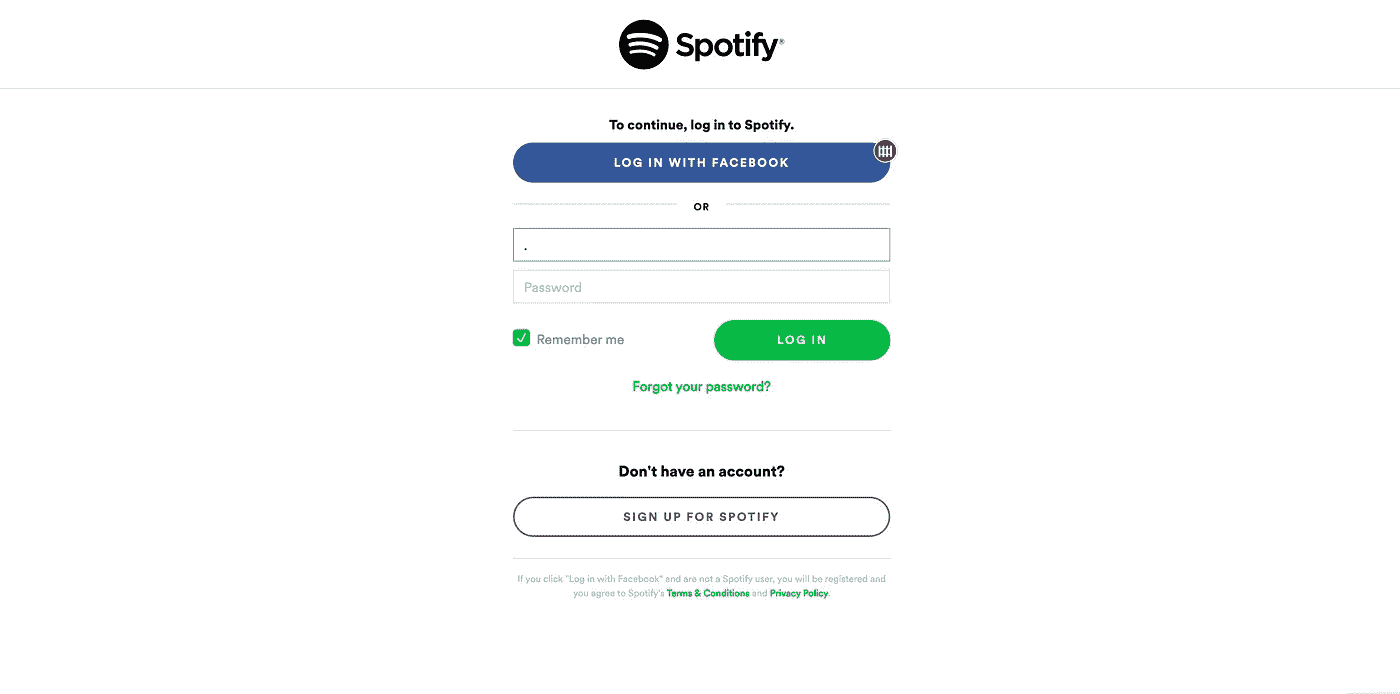 Spotify®
To continue, log in to Spotify.
LOG IN WITH FACEBOOK
OR
.
Password
Remember me
LOG IN
Forgot your password?
Don't have an account?
SIGN UP FOR SPOTIFY
If you click "Log in with Facebook" and are not a Spotify user, you will be registered and
you agree to Spotify's Terms & Conditions and Privacy Policy.